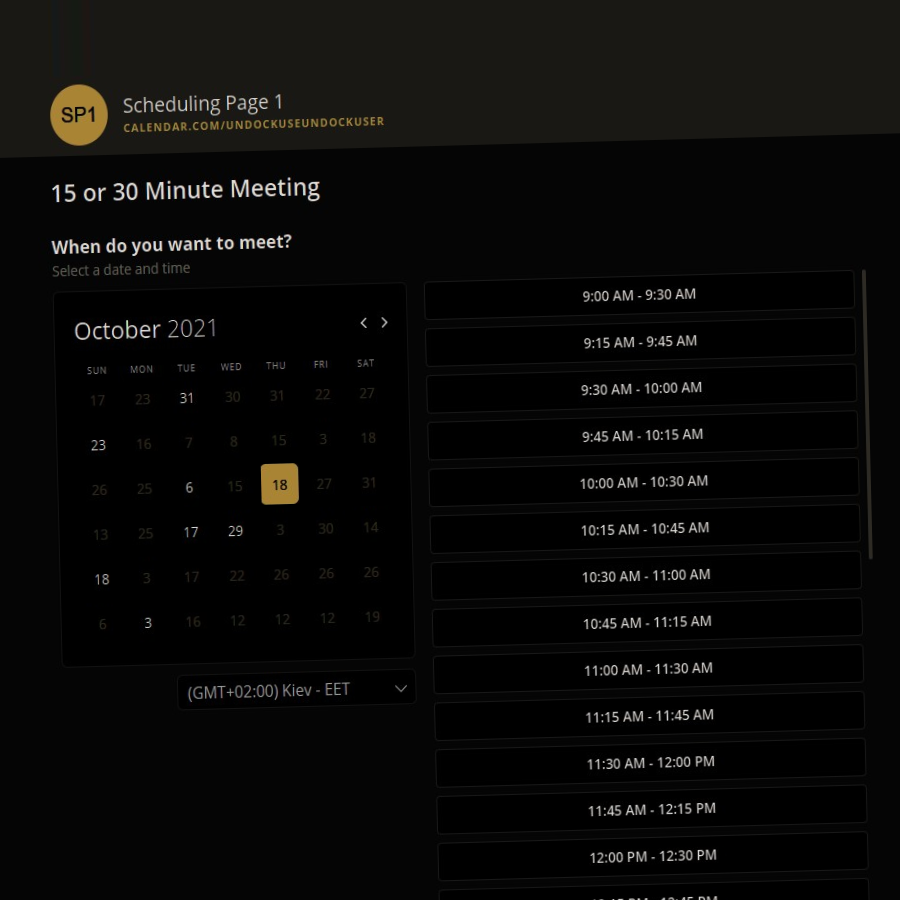 SP1
Scheduling Page 1
CALENDAR.COM/UNDOCKUSEUNDOCKUSER
15 or 30 Minute Meeting
When do you want to meet?
Select a date and time
October 2021
SUN MON TUE WED THU FRI SAT
17 23 31 30 31 22 27
23 16 7 8 15 3 18
26 25 6 15 18 27 31
13 25 17 29 3 30 14
18 3 17 22 26 26 26
6 3 16 12 12 12 19
(GMT+02:00) Kiev - EET
9:00 AM - 9:30 AM
9:15 AM - 9:45 AM
9:30 AM - 10:00 AM
9:45 AM - 10:15 AM
10:00 AM - 10:30 AM
10:15 AM - 10:45 AM
10:30 AM - 11:00 AM
10:45 AM - 11:15 AM
11:00 AM - 11:30 AM
11:15 AM - 11:45 AM
11:30 AM - 12:00 PM
11:45 AM - 12:15 PM
12:00 PM - 12:30 PM